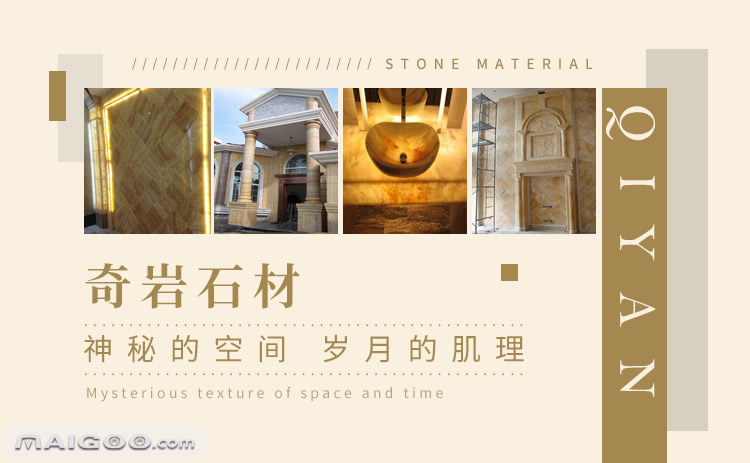 //////////////////////// STONE MATERIAL
QIYAN
奇岩石材
神秘的空间 岁月的肌理
Mysterious texture of space and time
MAIGOO.com